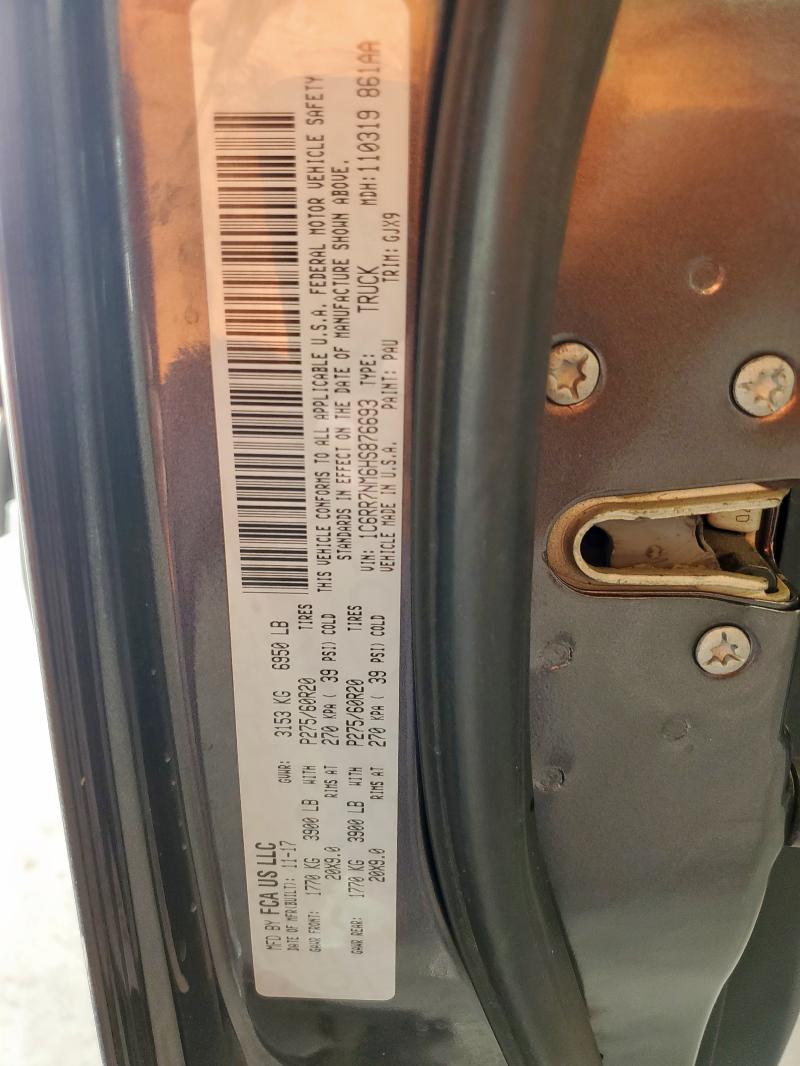 MFD BY FCA US LLC
DATE OF MFR(BUILT): 11-17 GVWR: 3153 KG 6950 LB
GAWR FRONT: 1770 KG 3900 LB WITH P275/60R20 TIRES
20X9.0 RIMS AT 270 KPA ( 39 PSI) COLD
GAWR REAR: 1770 KG 3900 LB WITH P275/60R20 TIRES
20X9.0 RIMS AT 270 KPA ( 39 PSI) COLD
THIS VEHICLE CONFORMS TO ALL APPLICABLE U.S.A. FEDERAL MOTOR VEHICLE SAFETY
STANDARDS IN EFFECT ON THE DATE OF MANUFACTURE SHOWN ABOVE.
VIN: 1C6RR7NM6HS876693 TYPE: TRUCK MDH: 110319 861AA
VEHICLE MADE IN U.S.A. PAINT: PAU TRIM: GJX9